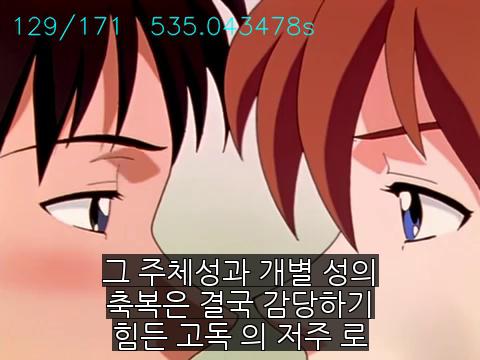 129/171 535.043478s
그 주체성과 개별 성의
축복은 결국 감당하기
힘든 고독 의 저주 로